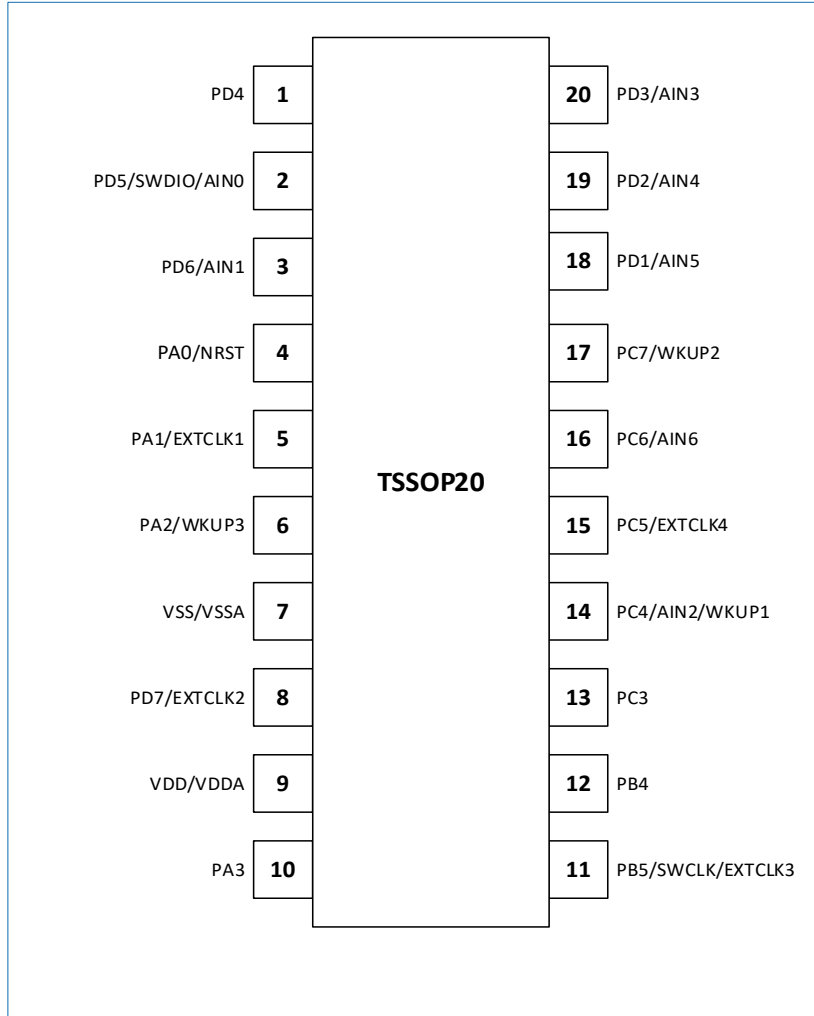 PD4 1 20 PD3/AIN3
PD5/SWDIO/AIN0 2 19 PD2/AIN4
PD6/AIN1 3 18 PD1/AIN5
PA0/NRST 4 17 PC7/WKUP2
PA1/EXTCLK1 5 16 PC6/AIN6
TSSOP20
PA2/WKUP3 6 15 PC5/EXTCLK4
VSS/VSSA 7 14 PC4/AIN2/WKUP1
PD7/EXTCLK2 8 13 PC3
VDD/VDDA 9 12 PB4
PA3 10 11 PB5/SWCLK/EXTCLK3